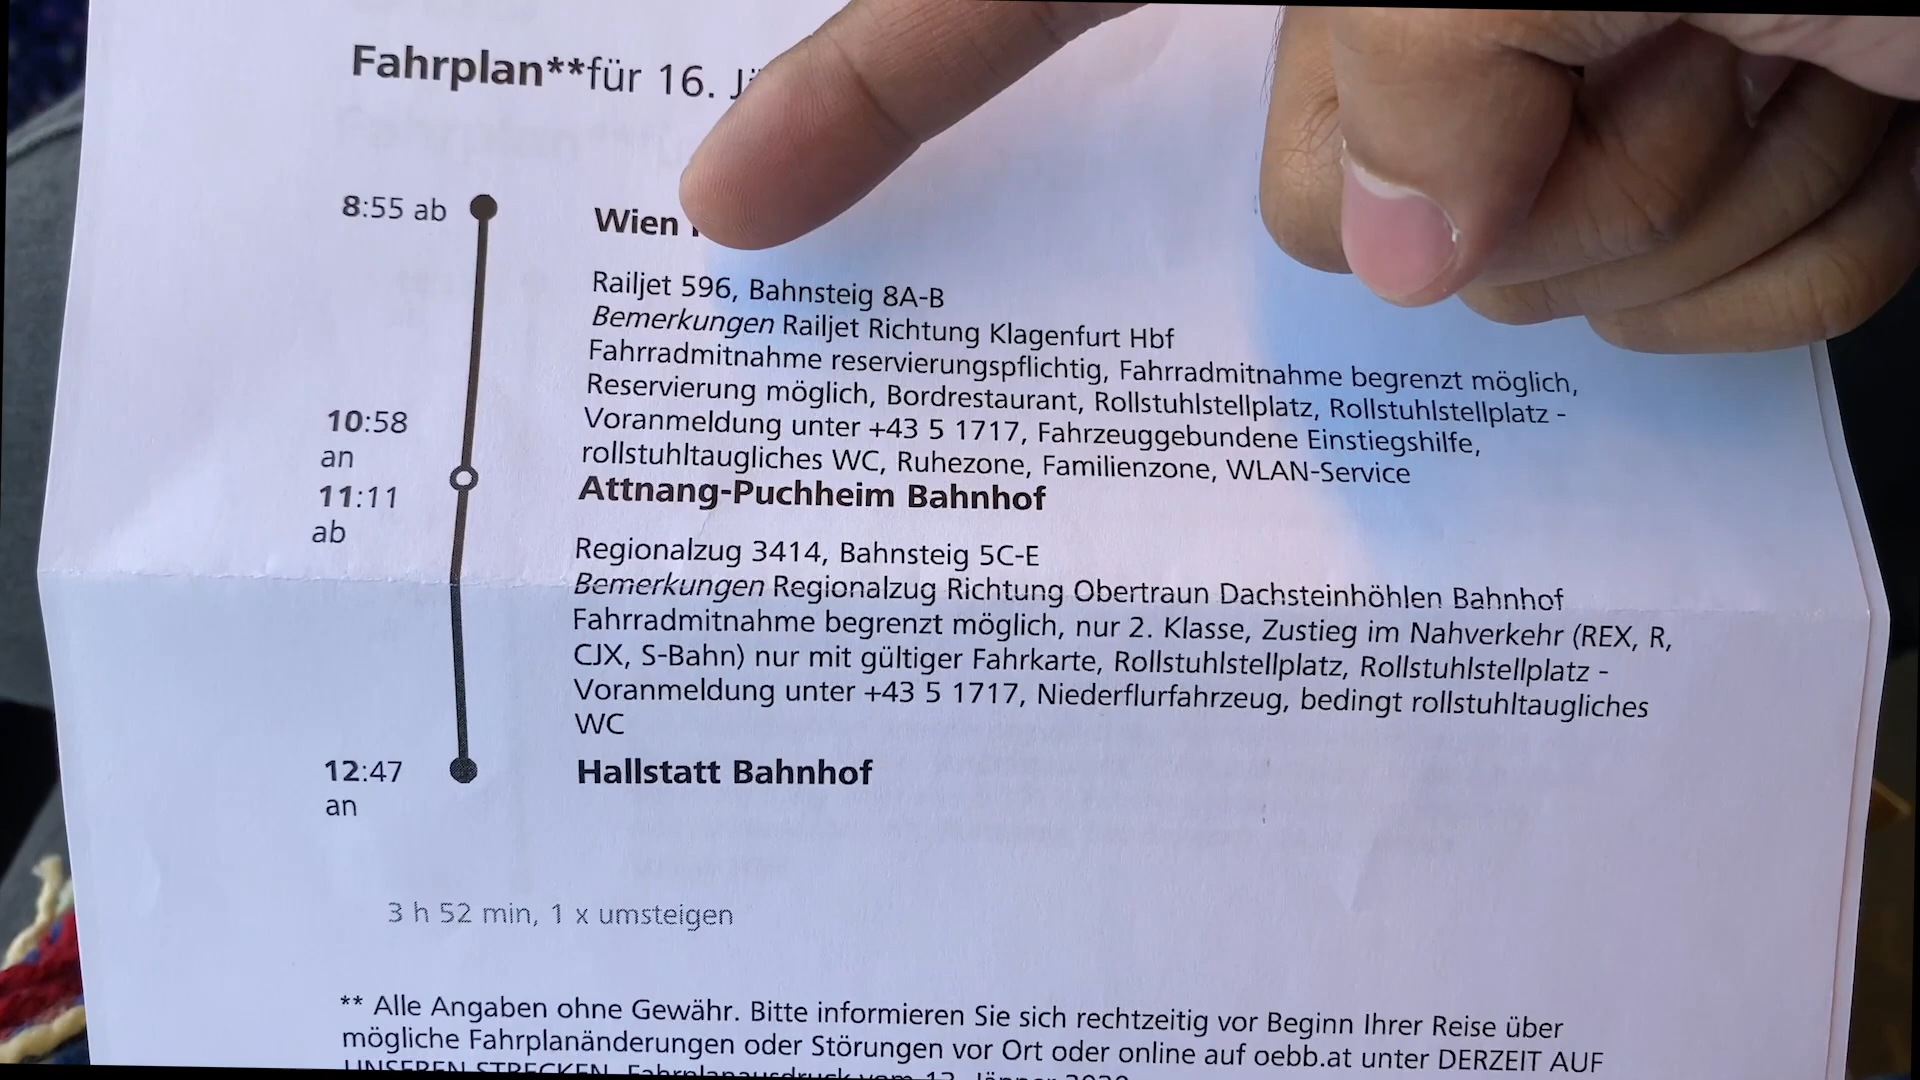 Fahrplan**für 16.
8:55 ab
Wien
Railjet 596, Bahnsteig 8A-B
Bemerkungen Railjet Richtung Klagenfurt Hbf
Fahrradmitnahme reservierungspflichtig, Fahrradmitnahme begrenzt möglich,
Reservierung möglich, Bordrestaurant, Rollstuhlstellplatz, Rollstuhlstellplatz -
Voranmeldung unter +43 5 1717, Fahrzeuggebundene Einstiegshilfe,
rollstuhltaugliches WC, Ruhezone, Familienzone, WLAN-Service
10:58
an
11:11
ab
Attnang-Puchheim Bahnhof
Regionalzug 3414, Bahnsteig 5C-E
Bemerkungen Regionalzug Richtung Obertraun Dachsteinhöhlen Bahnhof
Fahrradmitnahme begrenzt möglich, nur 2. Klasse, Zustieg im Nahverkehr (REX, R,
CJX, S-Bahn) nur mit gültiger Fahrkarte, Rollstuhlstellplatz, Rollstuhlstellplatz -
Voranmeldung unter +43 5 1717, Niederflurfahrzeug, bedingt rollstuhltaugliches
WC
12:47
an
Hallstatt Bahnhof
3 h 52 min, 1 x umsteigen
** Alle Angaben ohne Gewähr. Bitte informieren Sie sich rechtzeitig vor Beginn Ihrer Reise über
mögliche Fahrplanänderungen oder Störungen vor Ort oder online auf oebb.at unter DERZEIT AUF
UNSEREN STRECKEN. Fahrplanausdruck vom